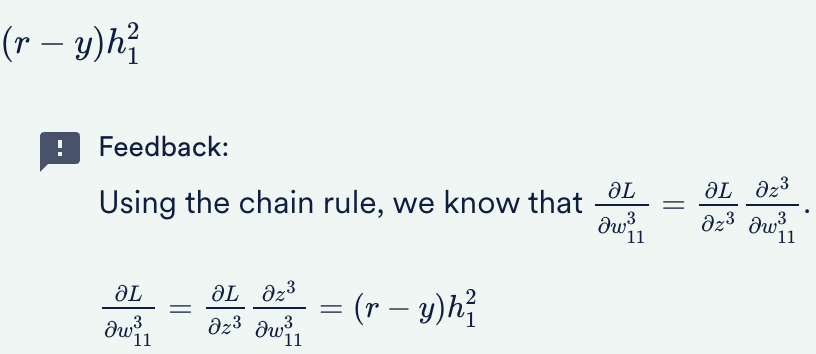 $(r - y)h_1^2$
Feedback:
Using the chain rule, we know that $\frac{\partial L}{\partial w_{11}^3} = \frac{\partial L}{\partial z^3} \frac{\partial z^3}{\partial w_{11}^3}$.
$\frac{\partial L}{\partial w_{11}^3} = \frac{\partial L}{\partial z^3} \frac{\partial z^3}{\partial w_{11}^3} = (r - y)h_1^2$